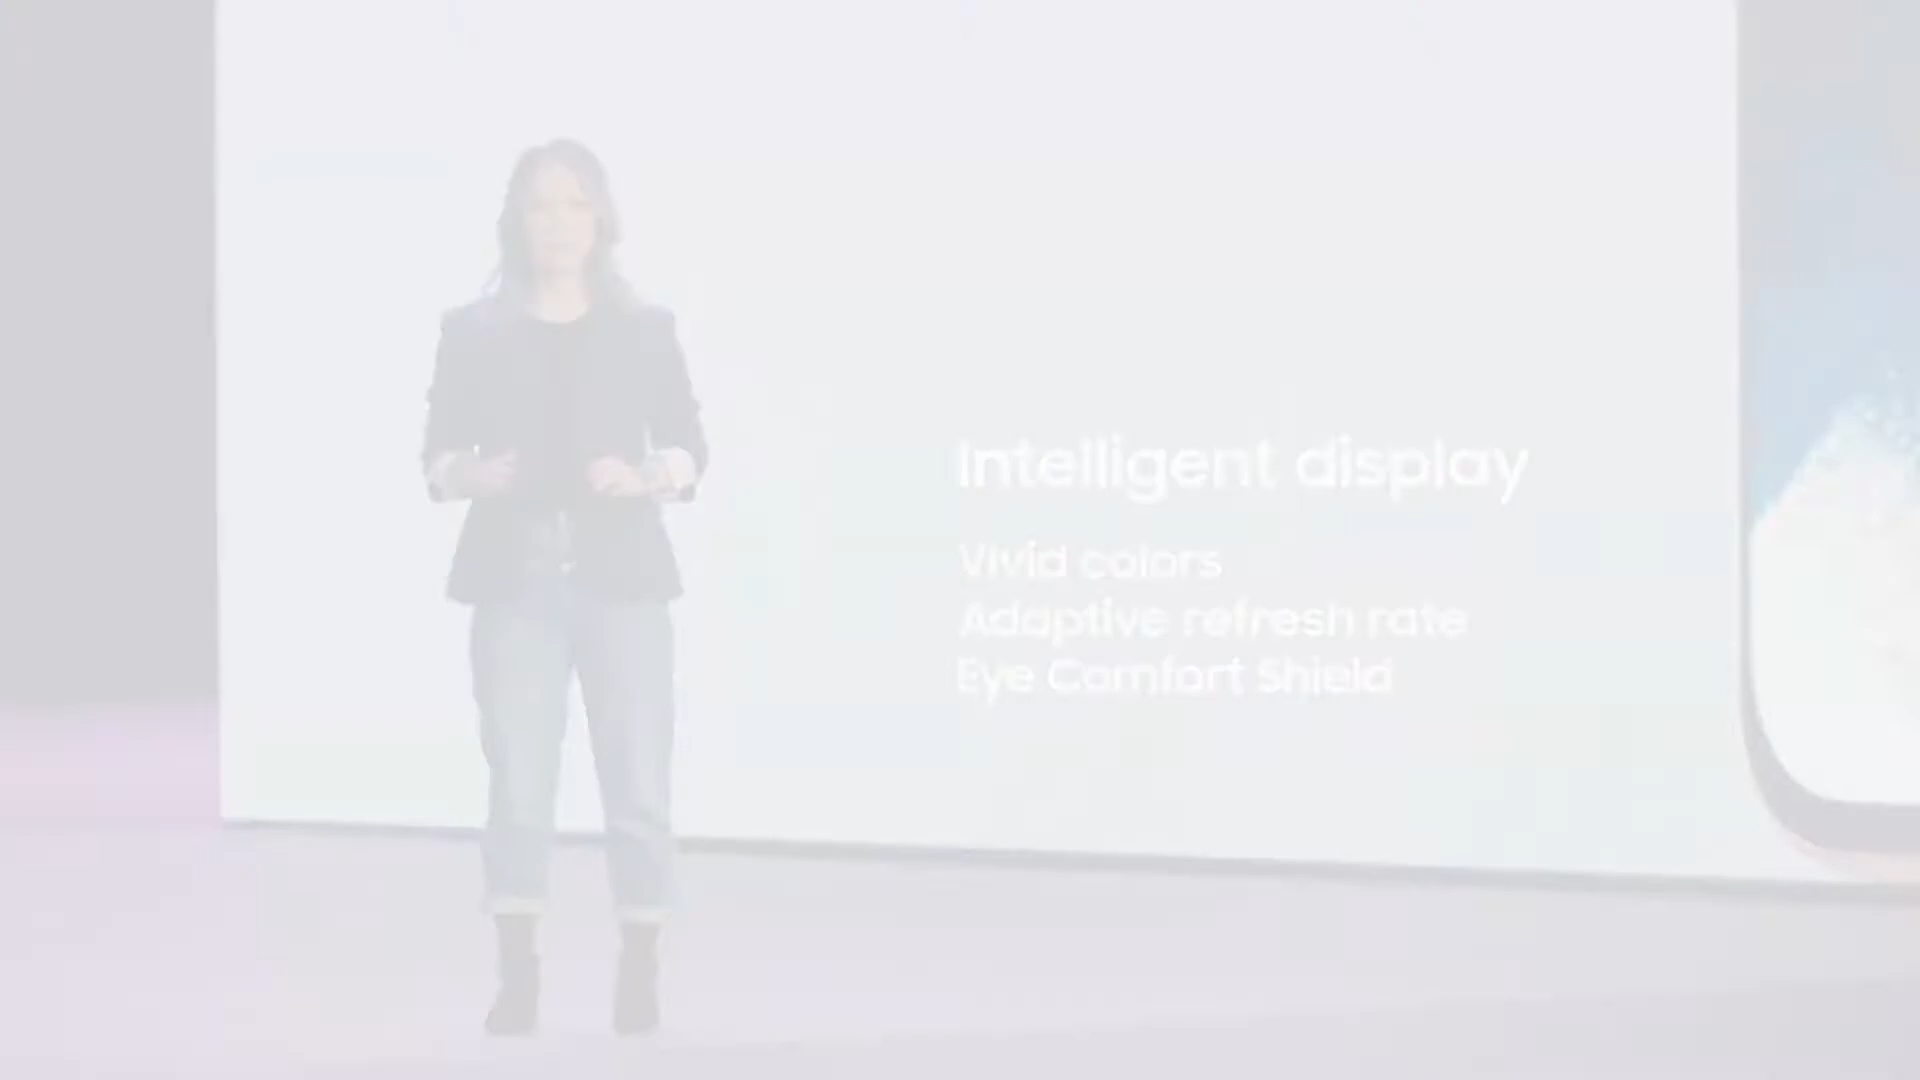 Intelligent display
Vivid colors
Adaptive refresh rate
Eye Comfort Shield